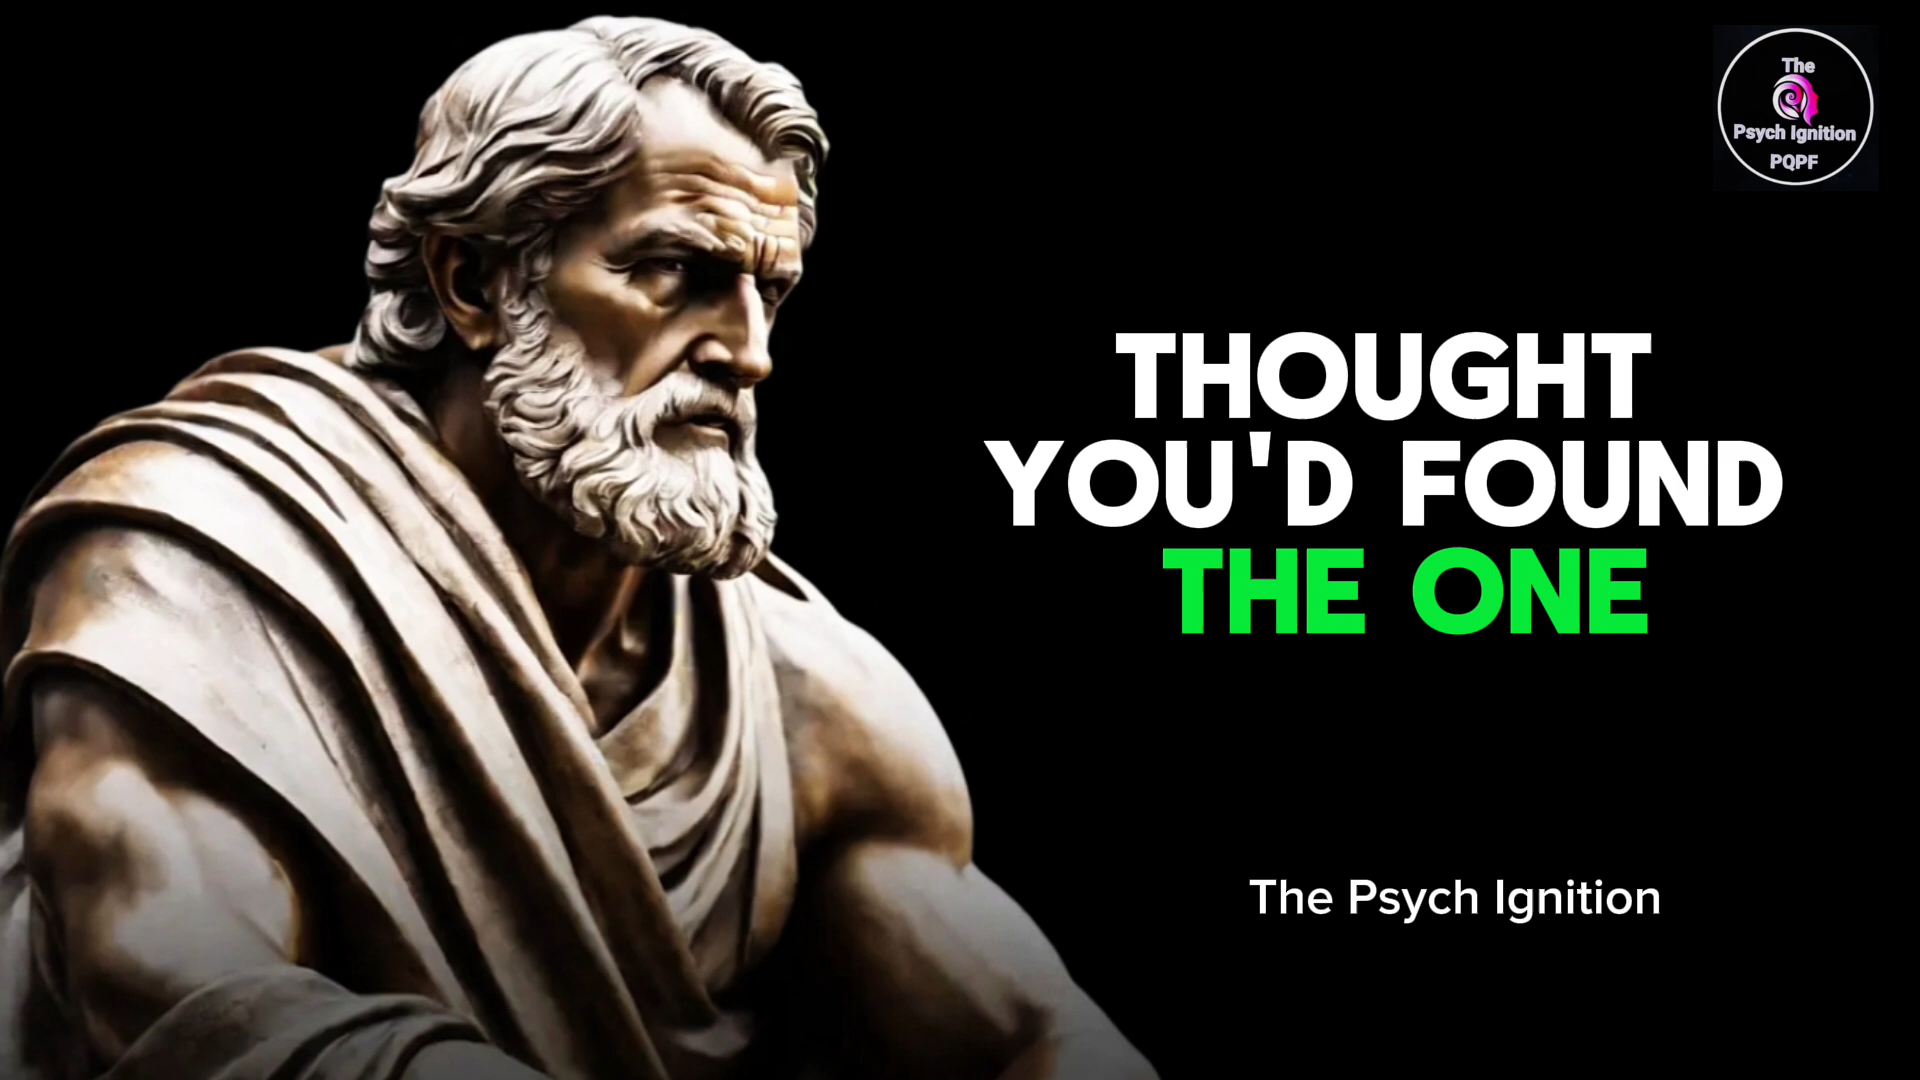 The
Psych Ignition
PQPF
THOUGHT
YOU'D FOUND
THE ONE
The Psych Ignition